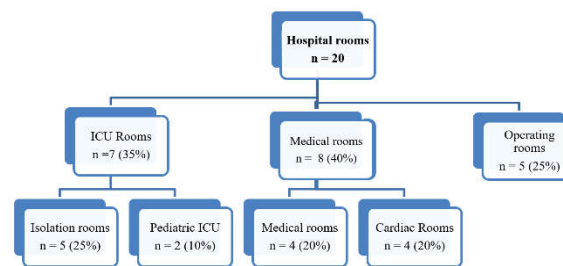 Hospital rooms
n = 20
ICU Rooms
n =7 (35%)
Medical rooms
n = 8 (40%)
Operating
rooms
n = 5 (25%)
Isolation rooms
n = 5 (25%)
Pediatric ICU
n = 2 (10%)
Medical rooms
n = 4 (20%)
Cardiac Rooms
n = 4 (20%)